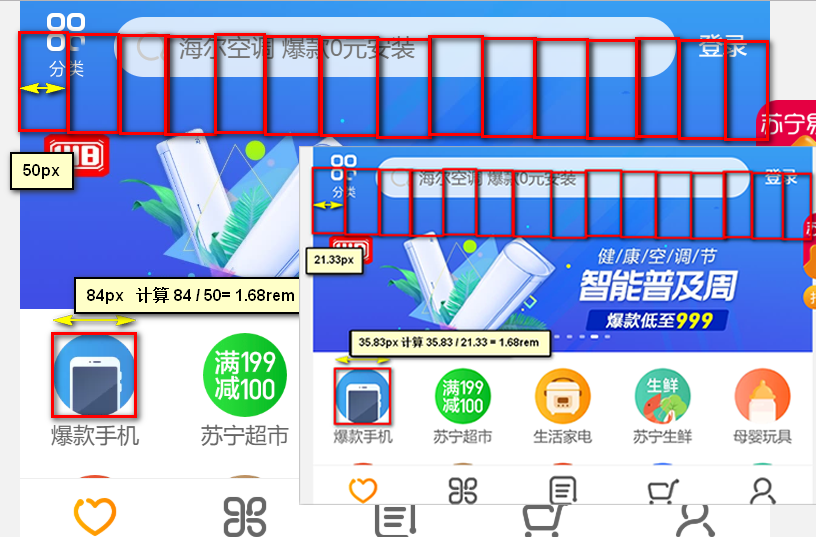 分类
海尔空调 爆款0元安装
登录
苏宁易
50px
84px 计算 84 / 50= 1.68rem
爆款手机
满199
减100
苏宁超市
分类
海尔空调 爆款0元安装
登录
21.33px
健/康/空/调/节
智能普及周
爆款低至999
35.83px 计算 35.83 / 21.33= 1.68rem
爆款手机
满199
减100
苏宁超市
生活家电
生鲜
苏宁生鲜
母婴玩具